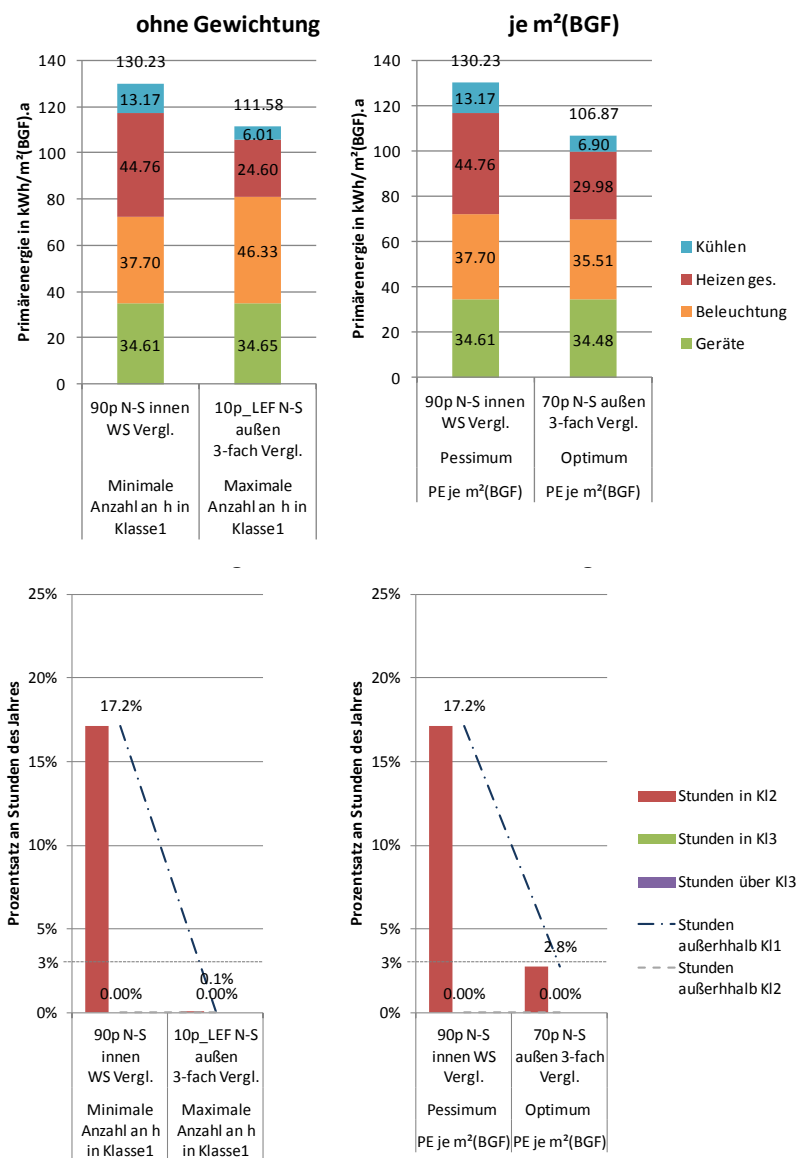 ohne Gewichtung
je m²(BGF)
Primärenergie in kWh/m²(BGF).a
140
120
100
80
60
40
20
0
130.23
13.17
44.76
37.70
34.61
111.58
6.01
24.60
46.33
34.65
90p N-S innen
WS Vergl.
10p_LEF N-S
außen
3-fach Vergl.
Minimale
Anzahl an h in
Klasse1
Maximale
Anzahl an h in
Klasse1
Primärenergie in kWh/m²(BGF).a
140
120
100
80
60
40
20
0
130.23
13.17
44.76
37.70
34.61
106.87
6.90
29.98
35.51
34.48
90p N-S innen
WS Vergl.
70p N-S außen
3-fach Vergl.
Pessimum
Optimum
PE je m²(BGF)
PE je m²(BGF)
Kühlen
Heizen ges.
Beleuchtung
Geräte
Prozentsatz an Stunden des Jahres
25%
20%
15%
10%
5%
3%
0%
17.2%
0.00%
0.1%
0.00%
90p N-S
innen
WS Vergl.
10p_LEF N-S
außen
3-fach Vergl.
Minimale
Anzahl an h
in Klasse1
Maximale
Anzahl an h
in Klasse1
Prozentsatz an Stunden des Jahres
25%
20%
15%
10%
5%
3%
0%
17.2%
0.00%
2.8%
0.00%
90p N-S
innen WS
Vergl.
70p N-S
außen 3-fach
Vergl.
Pessimum
Optimum
PE je m²(BGF)
PE je m²(BGF)
Stunden in Kl2
Stunden in Kl3
Stunden über Kl3
Stunden
außerhhalb Kl1
Stunden
außerhalb Kl2